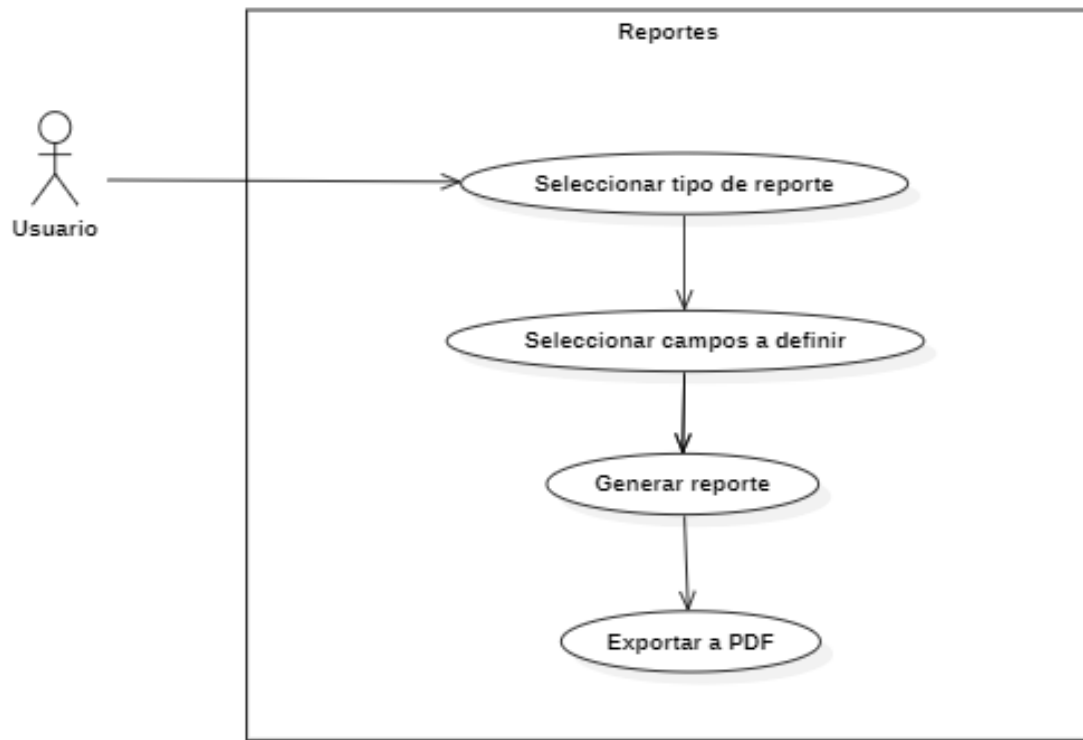 Reportes
Seleccionar tipo de reporte
Usuario
Seleccionar campos a definir
Generar reporte
Exportar a PDF